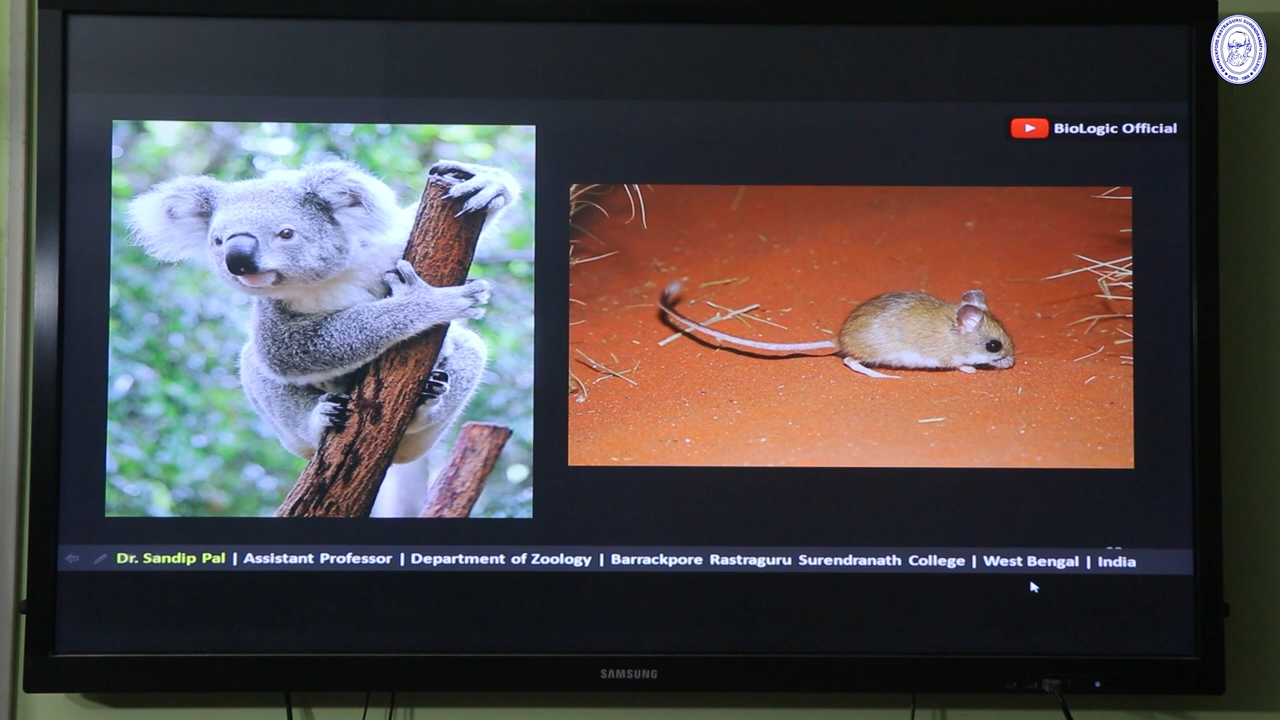 BioLogic Official
Dr. Sandip Pal | Assistant Professor | Department of Zoology | Barrackpore Rastraguru Surendranath College | West Bengal | India
SAMSUNG